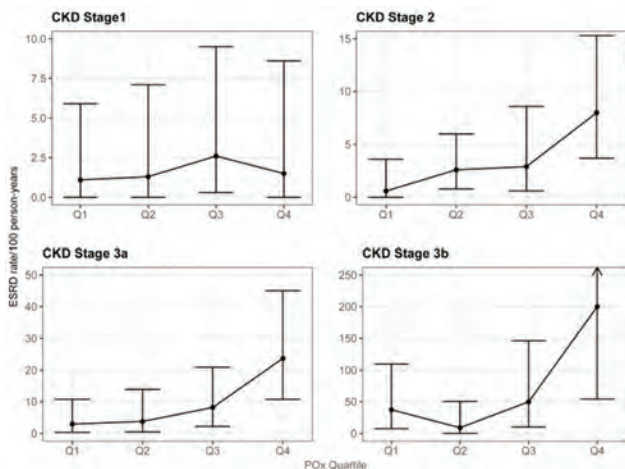 CKD Stage1
10.0
7.5
5.0
2.5
0.0
Q1 Q2 Q3 Q4
CKD Stage 2
15
10
5
0
Q1 Q2 Q3 Q4
ESRD rate/100 person-years
CKD Stage 3a
50
40
30
20
10
0
Q1 Q2 Q3 Q4
CKD Stage 3b
250
200
150
100
50
0
Q1 Q2 Q3 Q4
POx Quartile